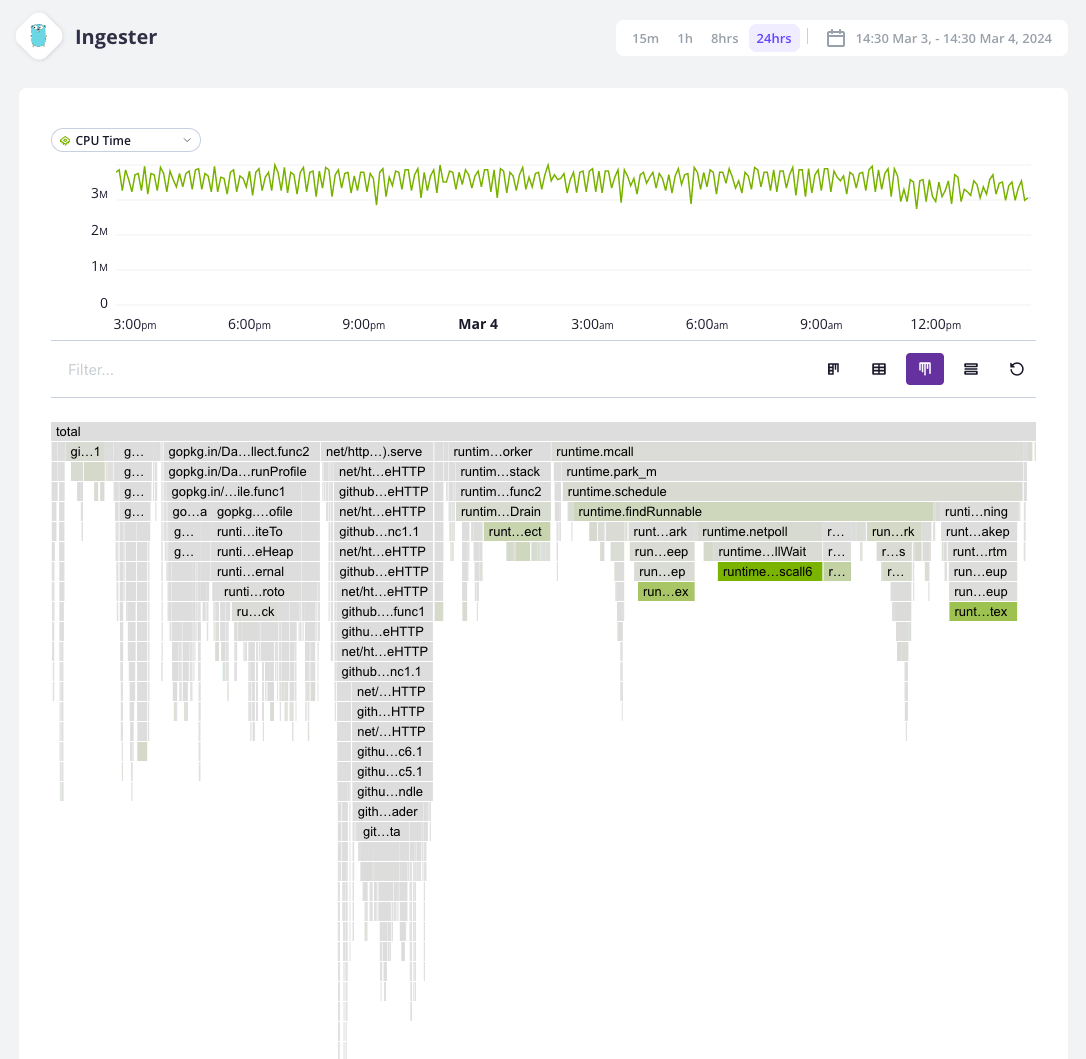 Ingester
15m 1h 8hrs 24hrs 14:30 Mar 3, - 14:30 Mar 4, 2024
CPU Time
3M
2M
1M
0
3:00pm 6:00pm 9:00pm Mar 4 3:00am 6:00am 9:00am 12:00pm
Filter...
total
gi…1 g… gopkg.in/Da…llect.func2 net/http…).serve runtim…orker runtime.mcall
g… gopkg.in/Da…runProfile net/ht…eHTTP runtim…stack runtime.park_m
g… gopkg.in/…ile.func1 github…eHTTP runtim…func2 runtime.schedule
g… go…a gopkg.…ofile net/ht…eHTTP runtim…Drain runtime.findRunnable runti…ning
g… runti…iteTo github…nc1.1 runt…ect runt…ark runtime.netpoll r… run…rk runt…akep
g… runti…eHeap net/ht…eHTTP run…eep runtime…llWait r… r…s runt…rtm
runti…ernal github…eHTTP run…ep runtime…scall6 r… r… run…eup
runti…roto net/ht…eHTTP run…ex run…eup
ru…ck github.…func1 runt…tex
githu…eHTTP
net/ht…eHTTP
github…nc1.1
net/…HTTP
gith…HTTP
net/…HTTP
githu…c6.1
githu…c5.1
githu…ndle
gith…ader
git…ta